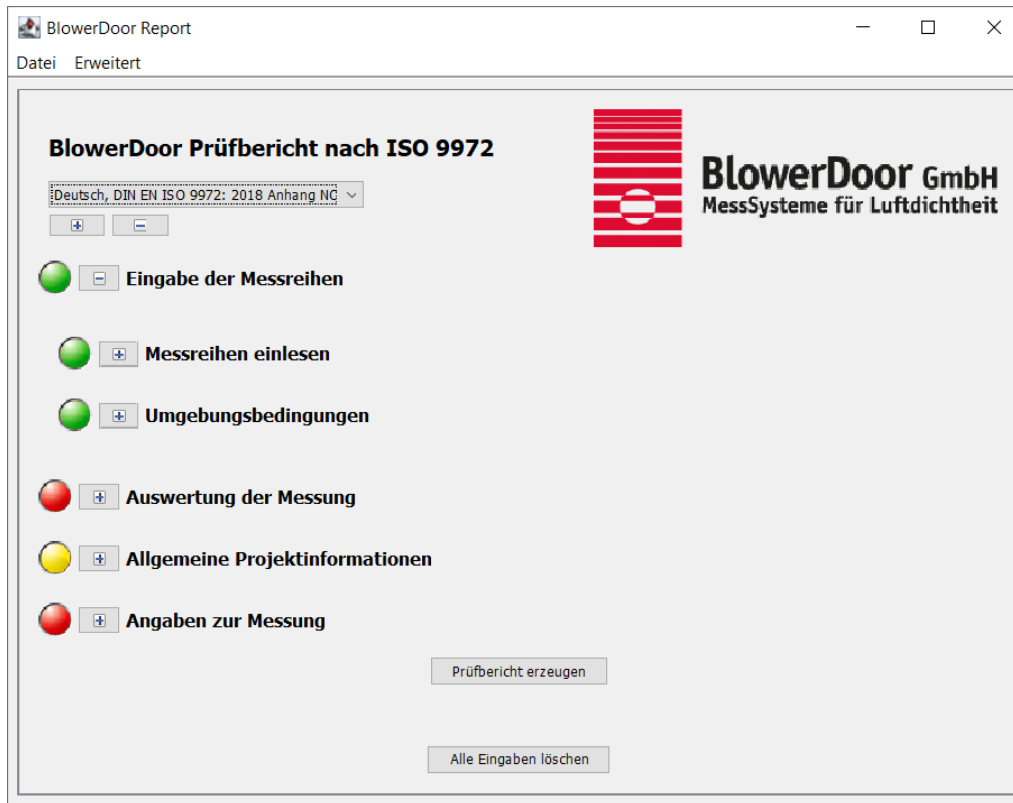 BlowerDoor Report
Datei Erweitert
BlowerDoor Prüfbericht nach ISO 9972
BlowerDoor GmbH
MessSysteme für Luftdichtheit
Deutsch, DIN EN ISO 9972: 2018 Anhang NC
Eingabe der Messreihen
Messreihen einlesen
Umgebungsbedingungen
Auswertung der Messung
Allgemeine Projektinformationen
Angaben zur Messung
Prüfbericht erzeugen
Alle Eingaben löschen